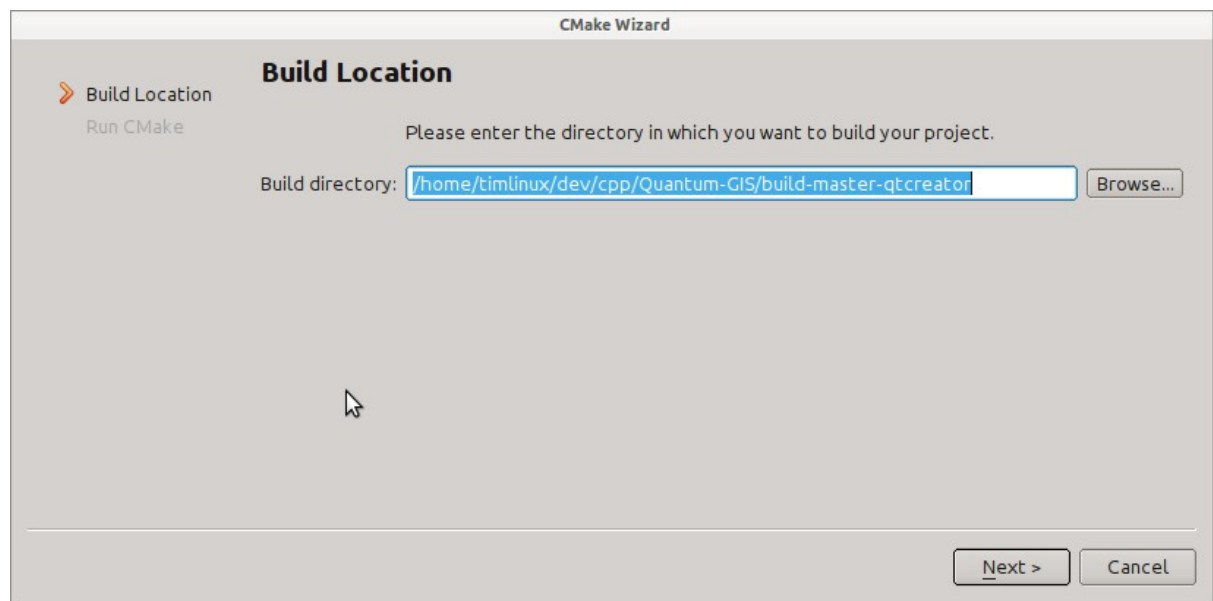 CMake Wizard
Build Location
Run CMake
Build Location
Please enter the directory in which you want to build your project.
Build directory: /home/timlinux/dev/cpp/Quantum-GIS/build-master-qtcreator Browse...
Next > Cancel